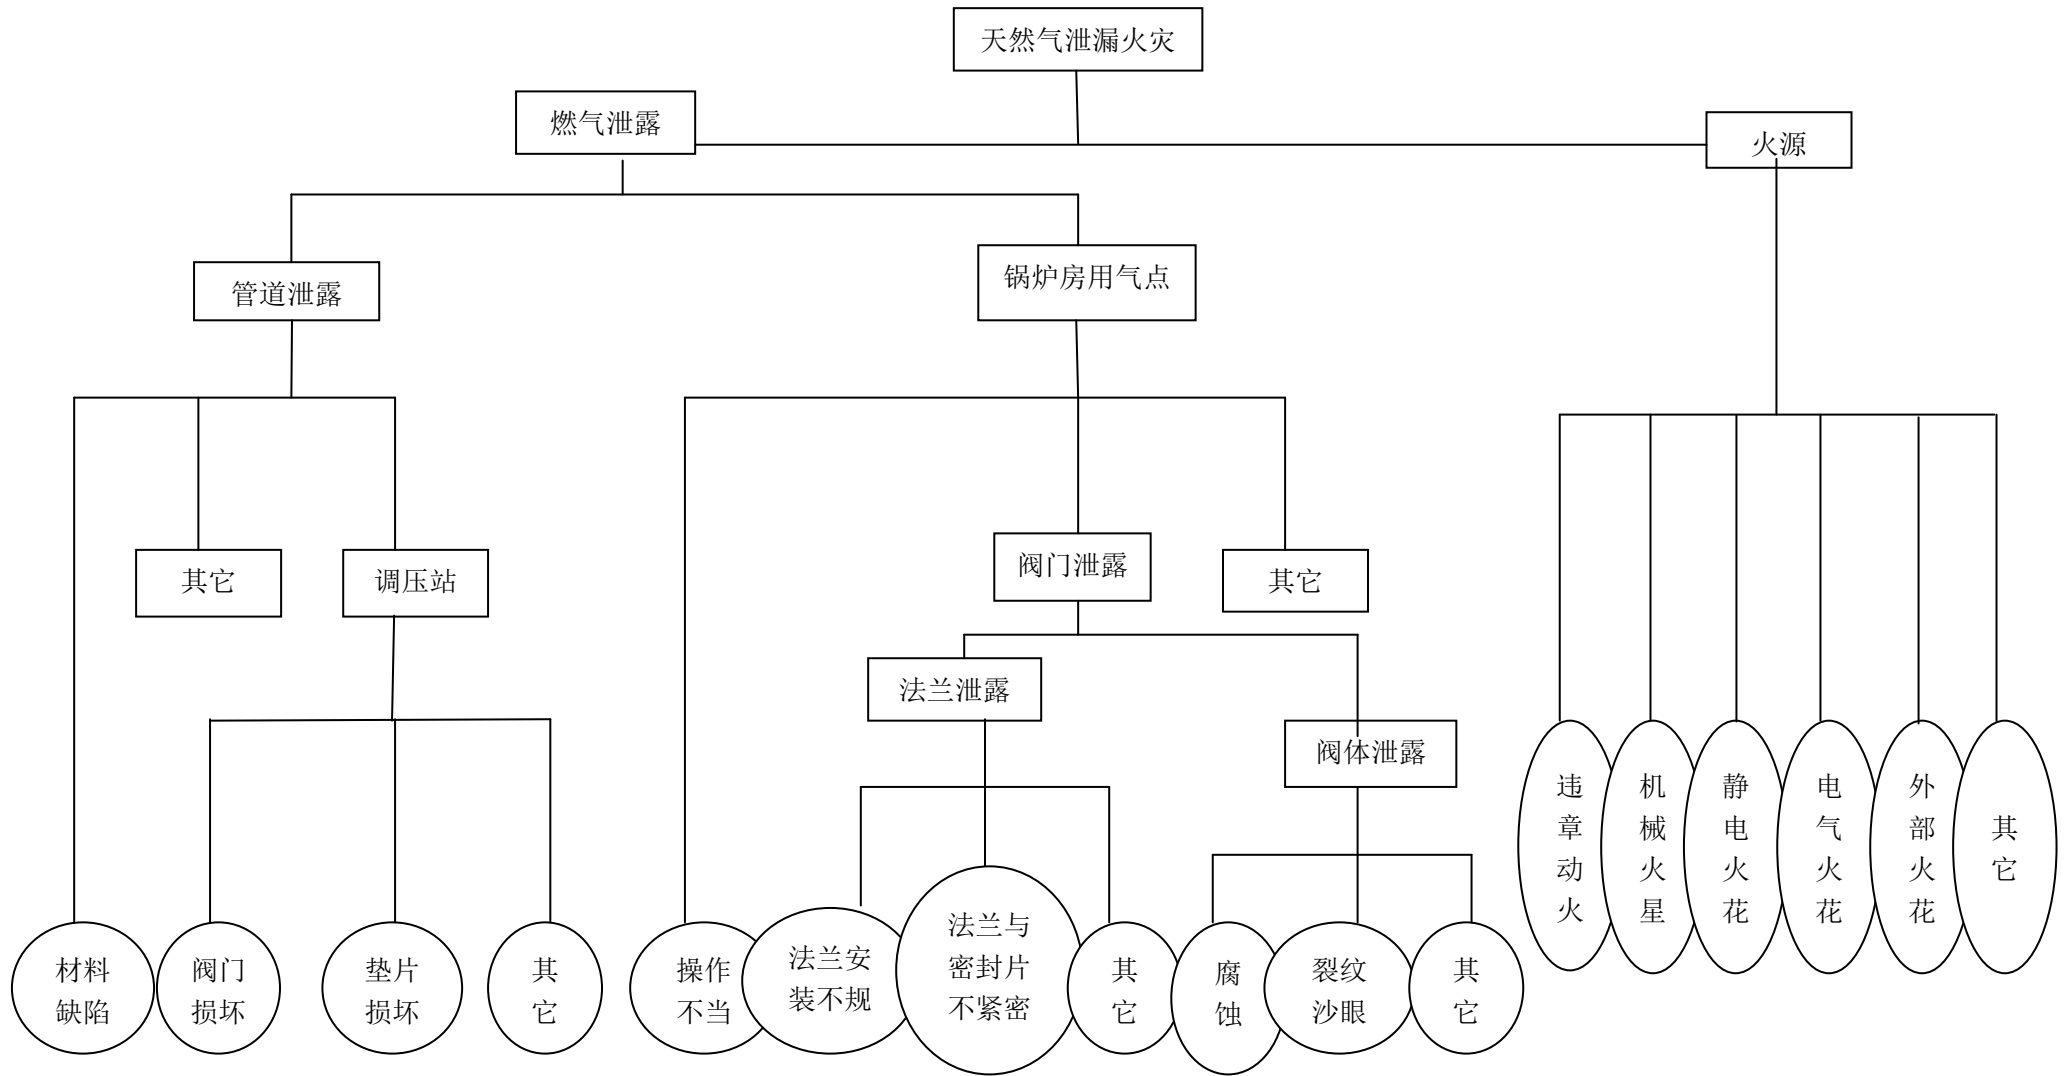 天然气泄漏火灾
燃气泄露
火源
管道泄露
锅炉房用气点
其它
调压站
阀门泄露
其它
法兰泄露
阀体泄露
违
章
动
火
机
械
火
星
静
电
火
花
电
气
火
花
外
部
火
花
其
它
材料
缺陷
阀门
损坏
垫片
损坏
其
它
操作
不当
法兰安
装不规
法兰与
密封片
不紧密
其
它
腐
蚀
裂纹
沙眼
其
它